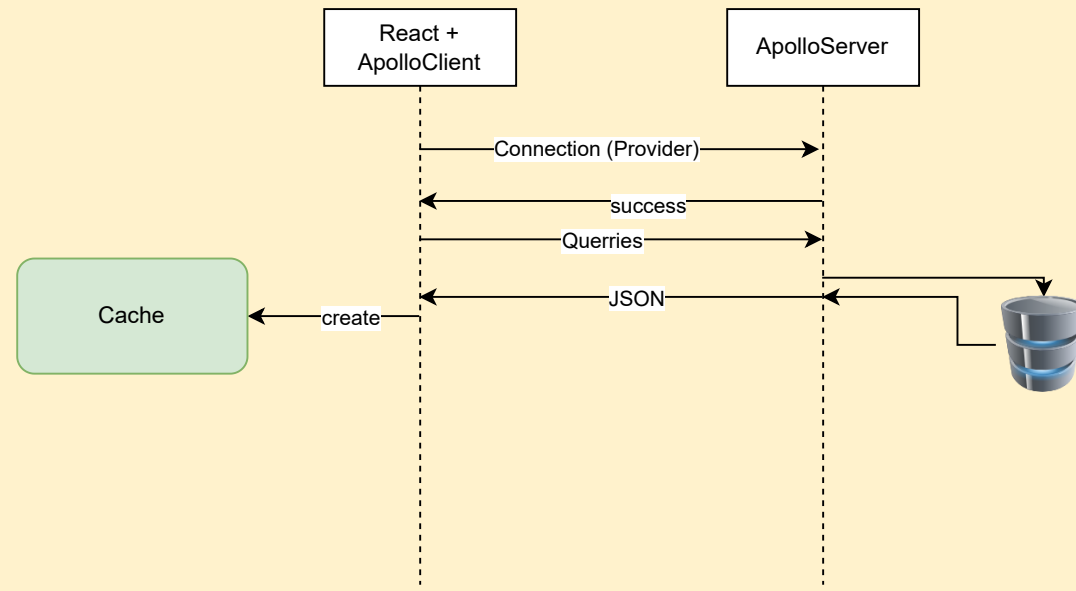 React +
ApolloClient
ApolloServer
Connection (Provider)
success
Querries
JSON
Cache
create